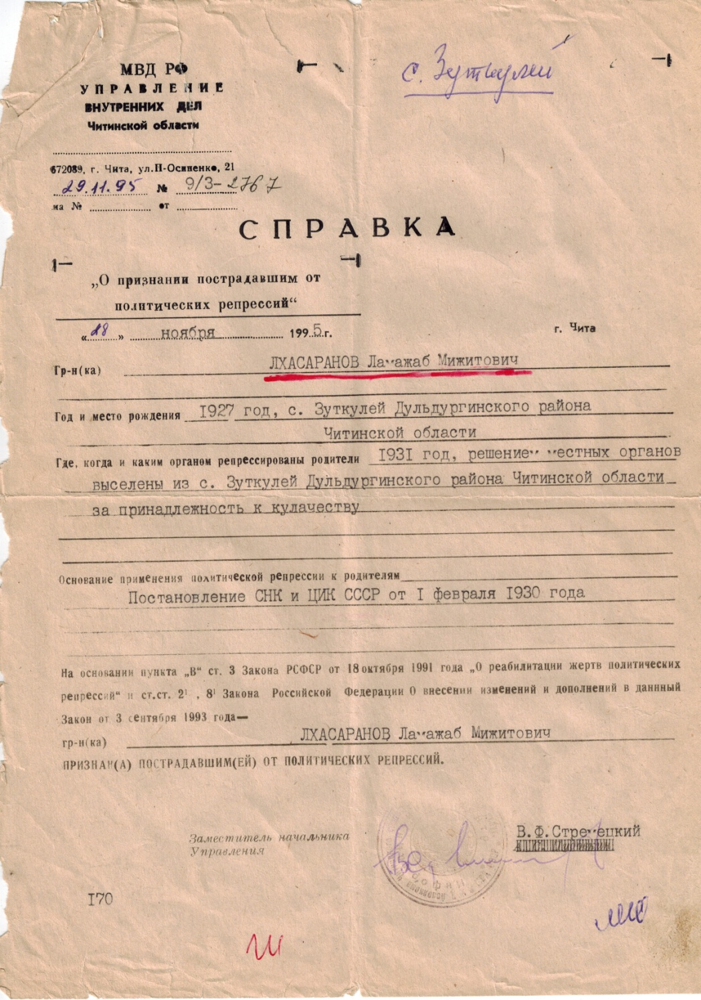 с. Зуткулей
МВД РФ
УПРАВЛЕНИЕ
ВНУТРЕННИХ ДЕЛ
Читинской области
672089, г. Чита, ул. П-Осипенко, 21
29.11.95 № 9/3-2767
на № от
СПРАВКА
„О признании пострадавшим от
политических репрессий“
„28 » ноября 1995 г.
г. Чита
Гр-н(ка) ЛХАСАРАНОВ Ламажаб Мижитович
Год и место рождения 1927 год, с. Зуткулей Дульдургинского района
Читинской области
Где, когда и каким органом репрессированы родители 1931 год, решением местных органов
выселены из с. Зуткулей Дульдургинского района Читинской области
за принадлежность к кулачеству
Основание применения политической репрессии к родителям
Постановление СНК и ЦИК СССР от I февраля I930 года
На основании пункта „В“ ст. 3 Закона РСФСР от 18 октября 1991 года „О реабилитации жертв политических
репрессий“ и ст.ст. 2¹ , 8¹ Закона Российской Федерации О внесении изменений и дополнений в даннный
Закон от 3 сентября 1993 года—
гр-н(ка) ЛХАСАРАНОВ Ламажаб Мижитович
ПРИЗНАН(А) ПОСТРАДАВШИМ(ЕЙ) ОТ ПОЛИТИЧЕСКИХ РЕПРЕССИЙ.
Заместитель начальника
Управления
В.Ф.Стремецкий
I70